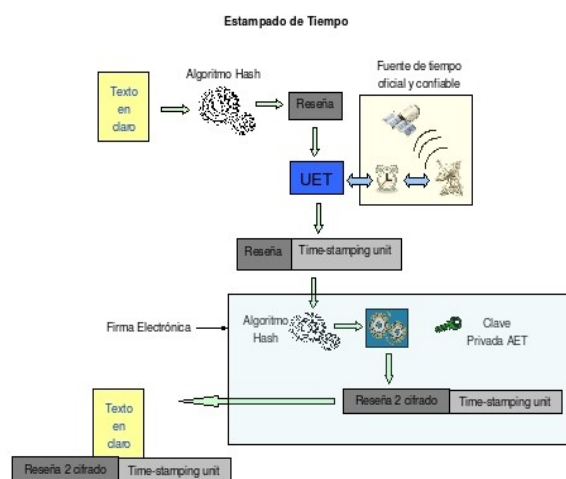 Estampado de Tiempo
Algoritmo Hash
Fuente de tiempo
oficial y confiable
Texto
en
claro
Reseña
UET
Reseña
Time-stamping unit
Firma Electrónica
Algoritmo
Hash
Clave
Privada AET
Reseña 2 cifrado
Time-stamping unit
Texto
en
claro
Reseña 2 cifrado
Time-stamping unit